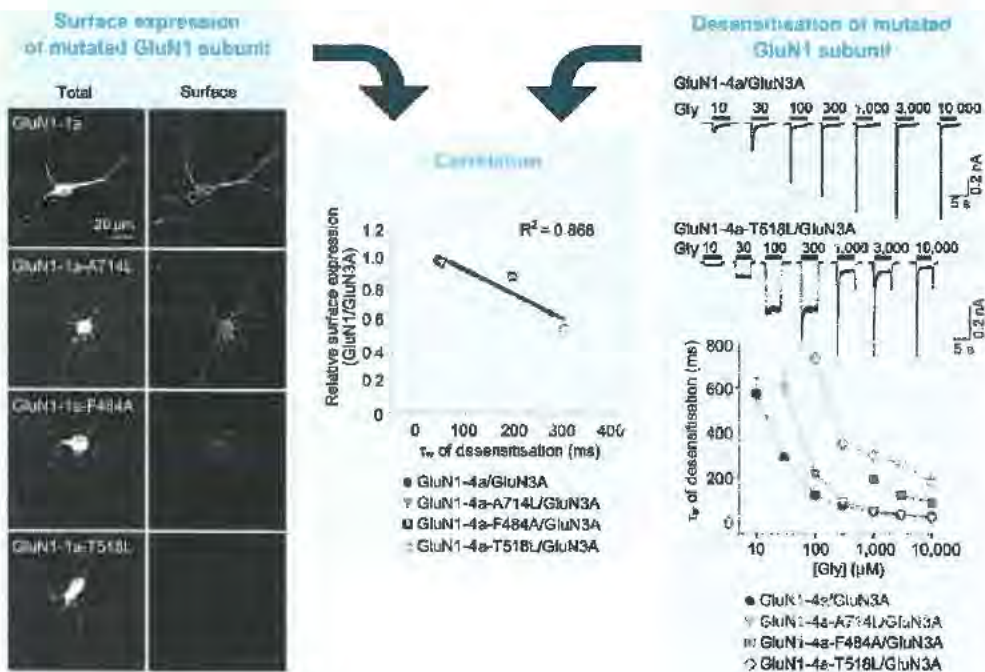 Surface expression
of mutated GluN1 subunit
Total Surface
GluN1-1a
20 µm
GluN1-1a-A714L
GluN1-1a-F484A
GluN1-1a-T518L
Correlation
Relative surface expression
(GluN1/GluN3A)
1.2
1.0
0.8
0.6
0.4
0.2
0
R² = 0.866
0 100 200 300 400
τw of desensitisation (ms)
GluN1-4a/GluN3A
GluN1-4a-A714L/GluN3A
GluN1-4a-F484A/GluN3A
GluN1-4a-T518L/GluN3A
Desensitisation of mutated
GluN1 subunit
GluN1-4a/GluN3A
Gly 10 30 100 300 1,000 3,000 10 000
0.2 nA
GluN1-4a-T518L/GluN3A
Gly 10 30 100 300 1,000 3,000 10,000
0.2 nA
τw of desensitisation (ms)
800
600
400
200
0
10 100 1,000 10,000
[Gly] (µM)
GluN1-4a/GluN3A
GluN1-4a-A714L/GluN3A
GluN1-4a-F484A/GluN3A
GluN1-4a-T518L/GluN3A